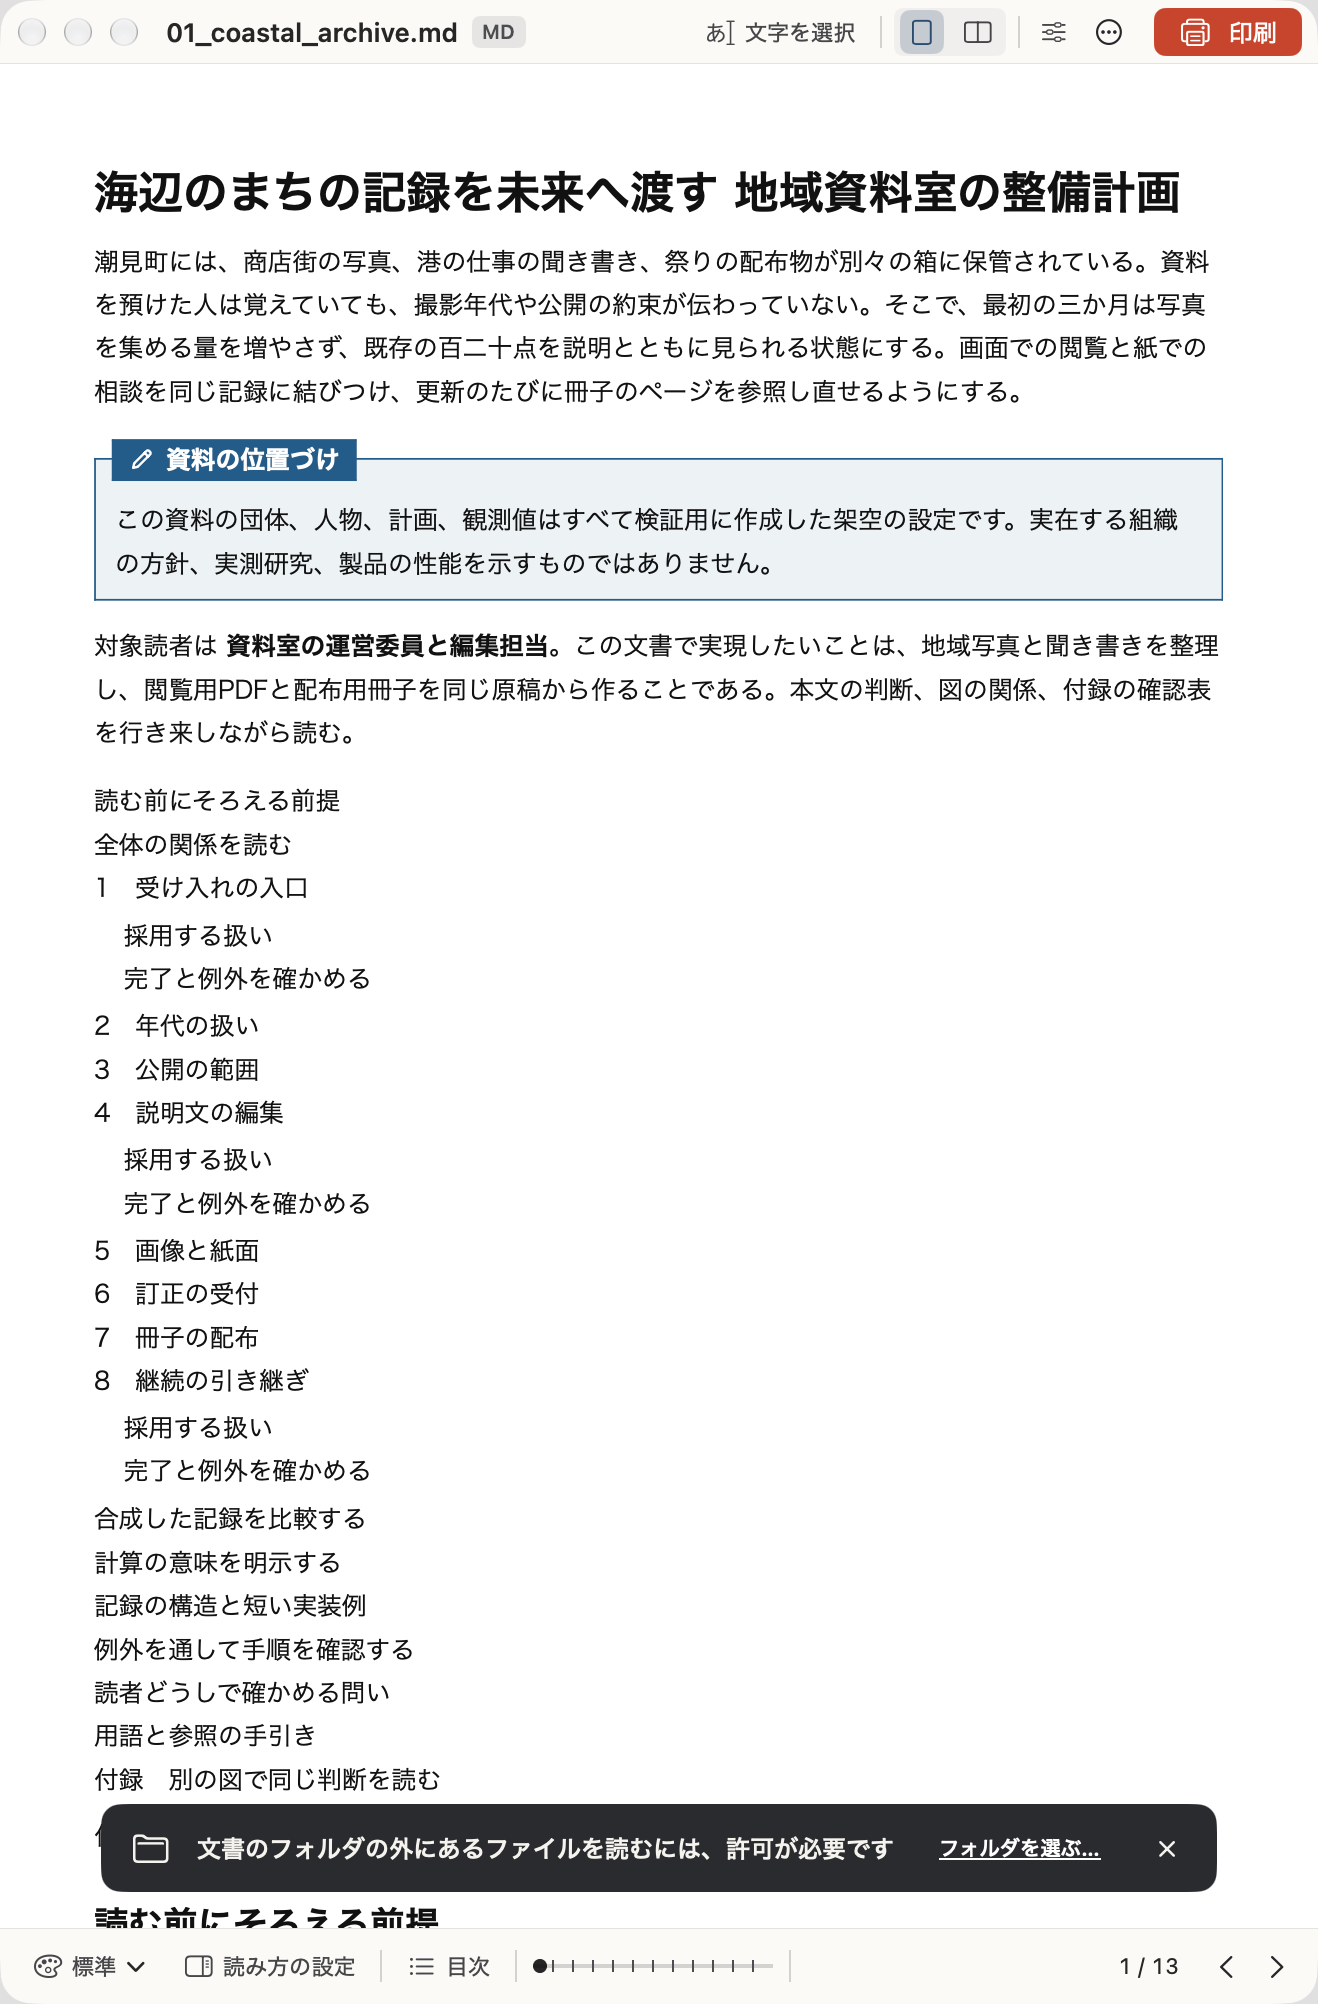 01_coastal_archive.md MD
文字を選択
印刷
海辺のまちの記録を未来へ渡す 地域資料室の整備計画
潮見町には、商店街の写真、港の仕事の聞き書き、祭りの配布物が別々の箱に保管されている。資料
を預けた人は覚えていても、撮影年代や公開の約束が伝わっていない。そこで、最初の三か月は写真
を集める量を増やさず、既存の百二十点を説明とともに見られる状態にする。画面での閲覧と紙での
相談を同じ記録に結びつけ、更新のたびに冊子のページを参照し直せるようにする。
資料の位置づけ
この資料の団体、人物、計画、観測値はすべて検証用に作成した架空の設定です。実在する組織
の方針、実測研究、製品の性能を示すものではありません。
対象読者は 資料室の運営委員と編集担当。この文書で実現したいことは、地域写真と聞き書きを整理
し、閲覧用PDFと配布用冊子を同じ原稿から作ることである。本文の判断、図の関係、付録の確認表
を行き来しながら読む。
読む前にそろえる前提
全体の関係を読む
1 受け入れの入口
採用する扱い
完了と例外を確かめる
2 年代の扱い
3 公開の範囲
4 説明文の編集
採用する扱い
完了と例外を確かめる
5 画像と紙面
6 訂正の受付
7 冊子の配布
8 継続の引き継ぎ
採用する扱い
完了と例外を確かめる
合成した記録を比較する
計算の意味を明示する
記録の構造と短い実装例
例外を通して手順を確認する
読者どうしで確かめる問い
用語と参照の手引き
付録 別の図で同じ判断を読む
文書のフォルダの外にあるファイルを読むには、許可が必要です フォルダを選ぶ...
読む前にそろえる前提
標準
読み方の設定
目次
1 / 13